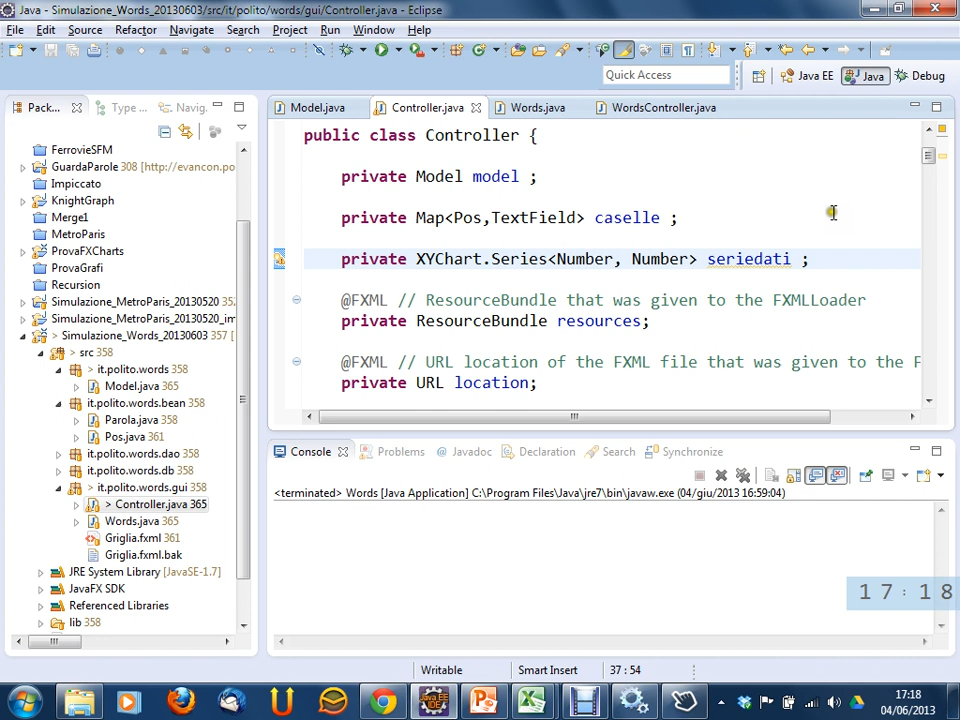 Java - Simulazione_Words_20130603/src/it/polito/words/gui/Controller.java - Eclipse
File Edit Source Refactor Navigate Search Project Run Window Help
Quick Access
Java EE Java Debug
Pack... Type ... Navig.
Model.java Controller.java Words.java WordsController.java
FerrovieSFM
GuardaParole 308 [http://evancon.po
Impiccato
KnightGraph
Merge1
MetroParis
ProvaFXCharts
ProvaGrafi
Recursion
Simulazione_MetroParis_20130520 352
Simulazione_MetroParis_20130520_im
> Simulazione_Words_20130603 357 [
> src 358
> it.polito.words 358
Model.java 365
> it.polito.words.bean 358
Parola.java 358
Pos.java 361
> it.polito.words.dao 358
> it.polito.words.db 358
> it.polito.words.gui 358
> Controller.java 365
Words.java 365
Griglia.fxml 361
Griglia.fxml.bak
JRE System Library [JavaSE-1.7]
JavaFX SDK
Referenced Libraries
lib 358
public class Controller {
private Model model ;
private Map<Pos,TextField> caselle ;
private XYChart.Series<Number, Number> seriedati ;
@FXML // ResourceBundle that was given to the FXMLLoader
private ResourceBundle resources;
@FXML // URL location of the FXML file that was given to the F
private URL location;
Console Problems Javadoc Declaration Search Synchronize
<terminated> Words [Java Application] C:\Program Files\Java\jre7\bin\javaw.exe (04/giu/2013 16:59:04)
17:18
Writable Smart Insert 37 : 54
17:18
04/06/2013